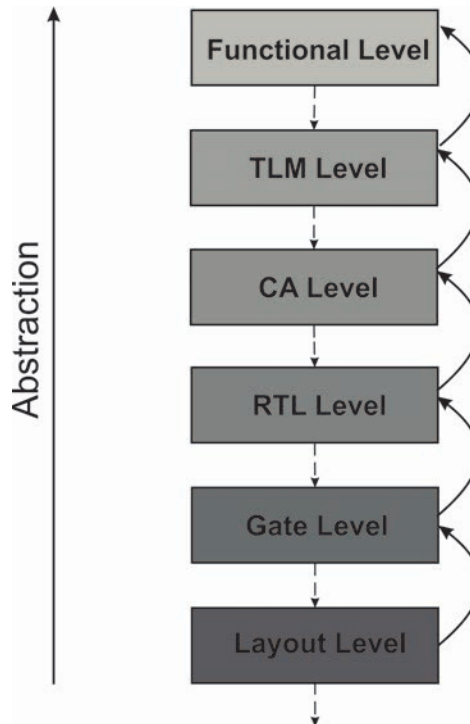 Functional Level
TLM Level
CA Level
RTL Level
Gate Level
Layout Level
Abstraction